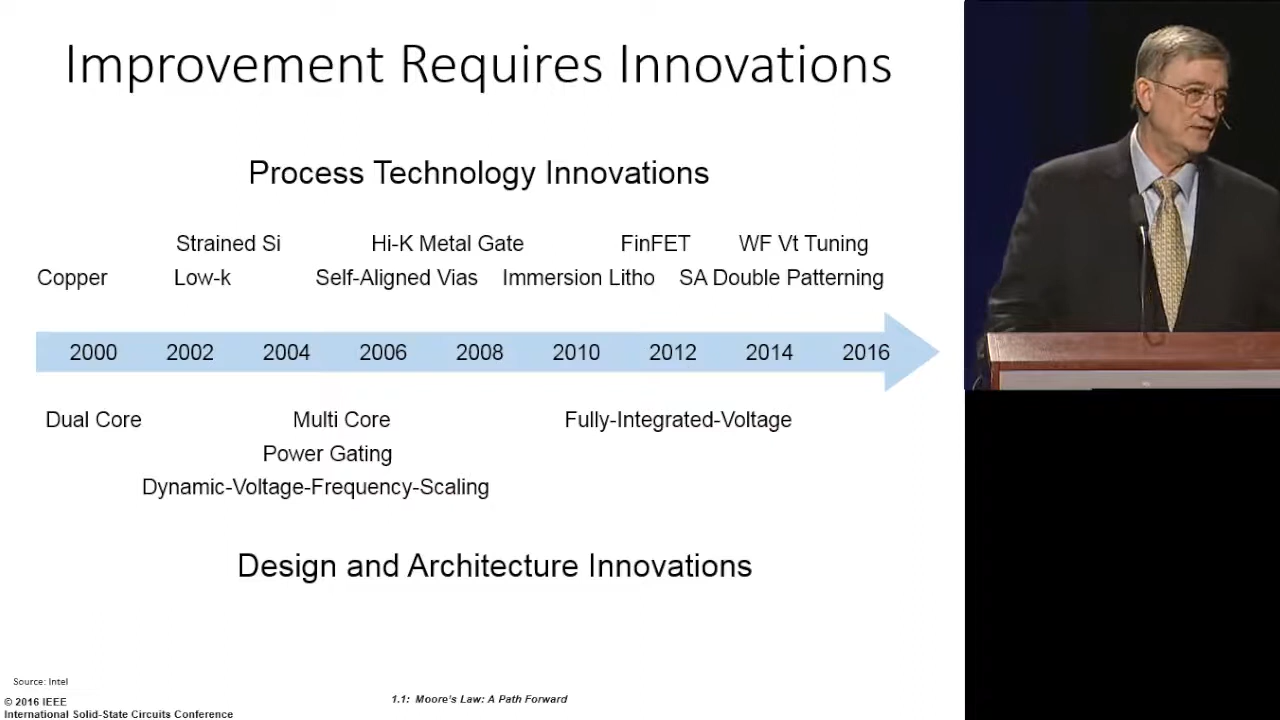 Improvement Requires Innovations
Process Technology Innovations
Strained Si Hi-K Metal Gate FinFET WF Vt Tuning
Copper Low-k Self-Aligned Vias Immersion Litho SA Double Patterning
2000 2002 2004 2006 2008 2010 2012 2014 2016
Dual Core Multi Core Fully-Integrated-Voltage
Power Gating
Dynamic-Voltage-Frequency-Scaling
Design and Architecture Innovations
Source: Intel
© 2016 IEEE
International Solid-State Circuits Conference
1.1: Moore's Law: A Path Forward